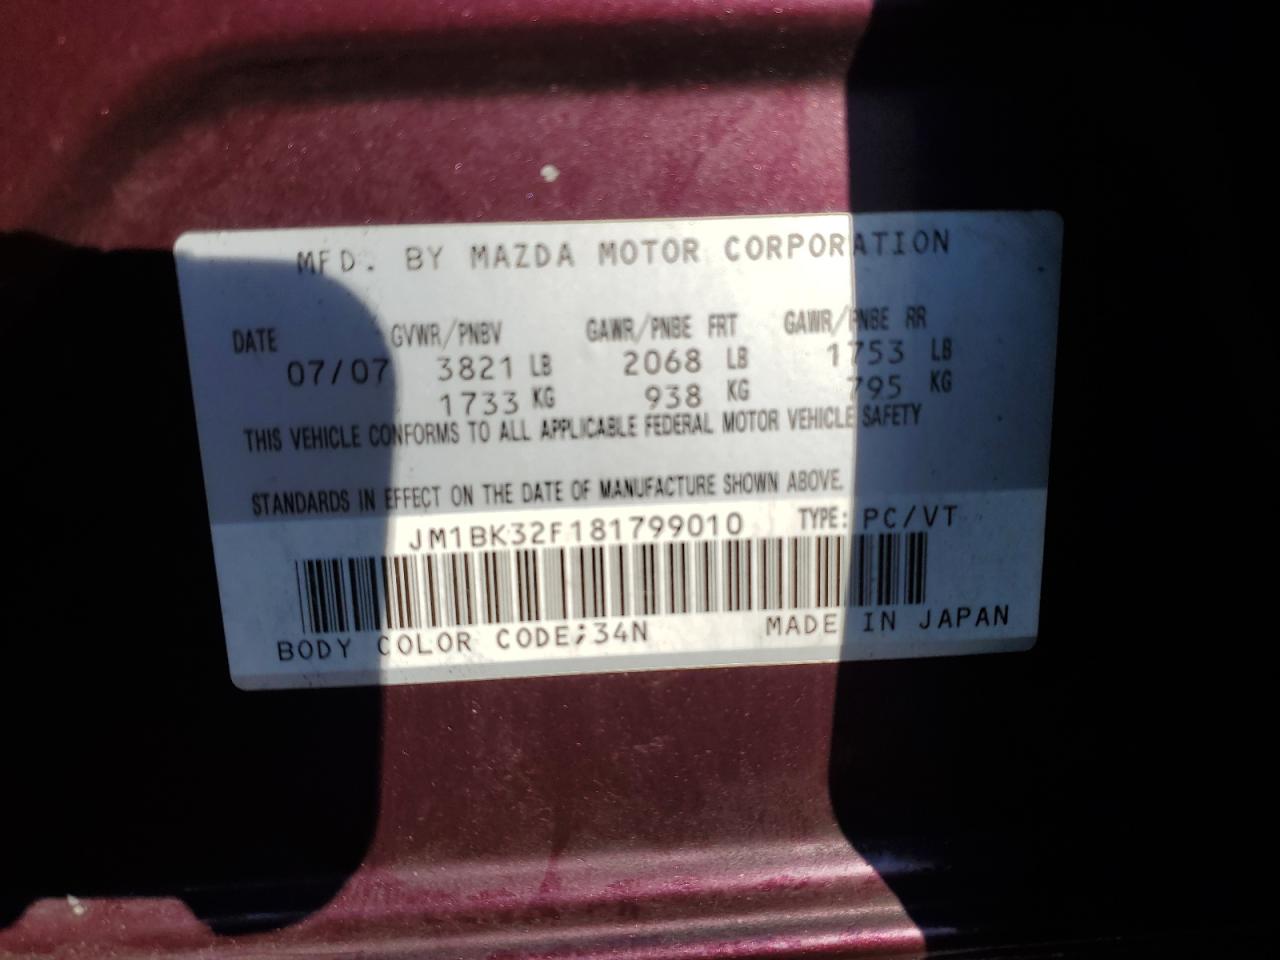 MFD. BY MAZDA MOTOR CORPORATION
DATE GVWR/PNBV GAWR/PNBE FRT GAWR/PNBE RR
07/07 3821 LB 2068 LB 1753 LB
1733 KG 938 KG 795 KG
THIS VEHICLE CONFORMS TO ALL APPLICABLE FEDERAL MOTOR VEHICLE SAFETY
STANDARDS IN EFFECT ON THE DATE OF MANUFACTURE SHOWN ABOVE.
JM1BK32F181799010 TYPE: PC/VT
BODY COLOR CODE;34N MADE IN JAPAN